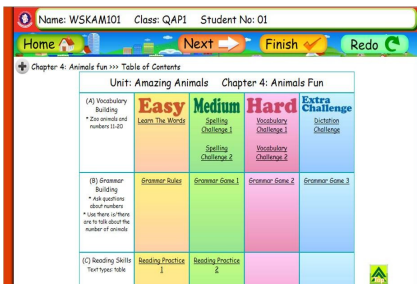 Name: WSKAM101 Class: QAP1 Student No: 01
Home Next Finish Redo
Chapter 4: Animals fun >>> Table of Contents
Unit: Amazing Animals Chapter 4: Animals Fun
(A) Vocabulary
Building
* Zoo animals and
numbers 11-20
Easy
Learn The Words
Medium
Spelling
Challenge 1
Spelling
Challenge 2
Hard
Vocabulary
Challenge 1
Vocabulary
Challenge 2
Extra
Challenge
Dictation
Challenge
(B) Grammar
Building
* Ask questions
about numbers
* Use there is/there
are to talk about the
number of animals
Grammar Rules
Grammar Game 1
Grammar Game 2
Grammar Game 3
(C) Reading Skills
Text types: table
Reading Practice
1
Reading Practice
2